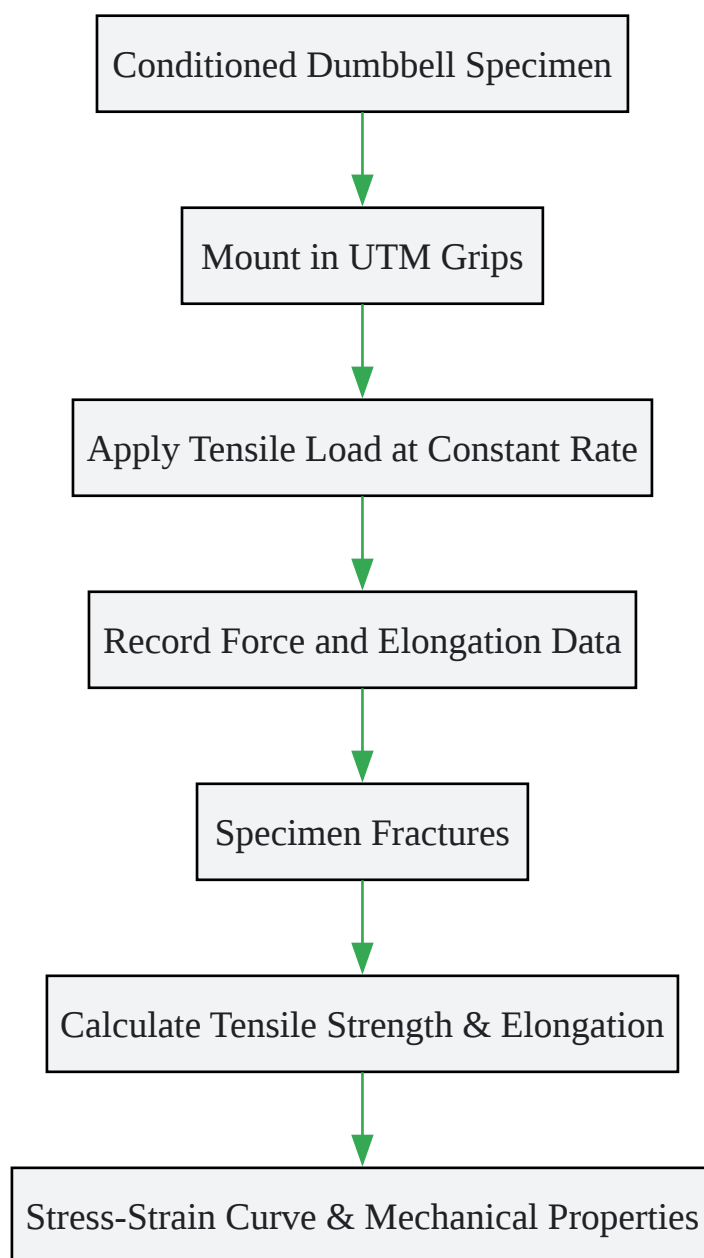 Conditioned Dumbbell Specimen
Mount in UTM Grips
Apply Tensile Load at Constant Rate
Record Force and Elongation Data
Specimen Fractures
Calculate Tensile Strength & Elongation
Stress-Strain Curve & Mechanical Properties